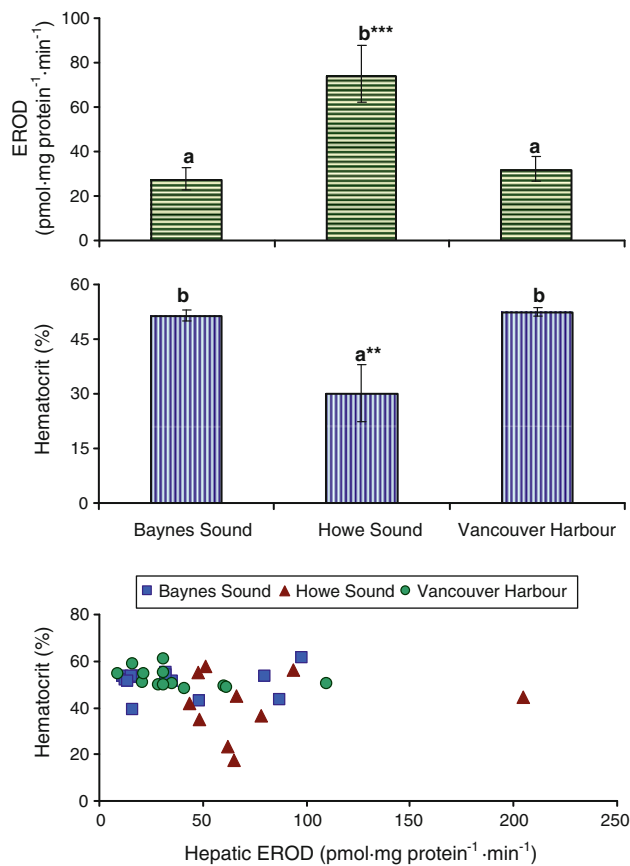 EROD
(pmol·mg protein⁻¹·min⁻¹)
100
80
60
40
20
0
a
b***
a
Hematocrit (%)
60
45
30
15
0
b
a**
b
Baynes Sound Howe Sound Vancouver Harbour
Baynes Sound Howe Sound Vancouver Harbour
Hematocrit (%)
80
60
40
20
0
0 50 100 150 200 250
Hepatic EROD (pmol·mg protein⁻¹·min⁻¹)